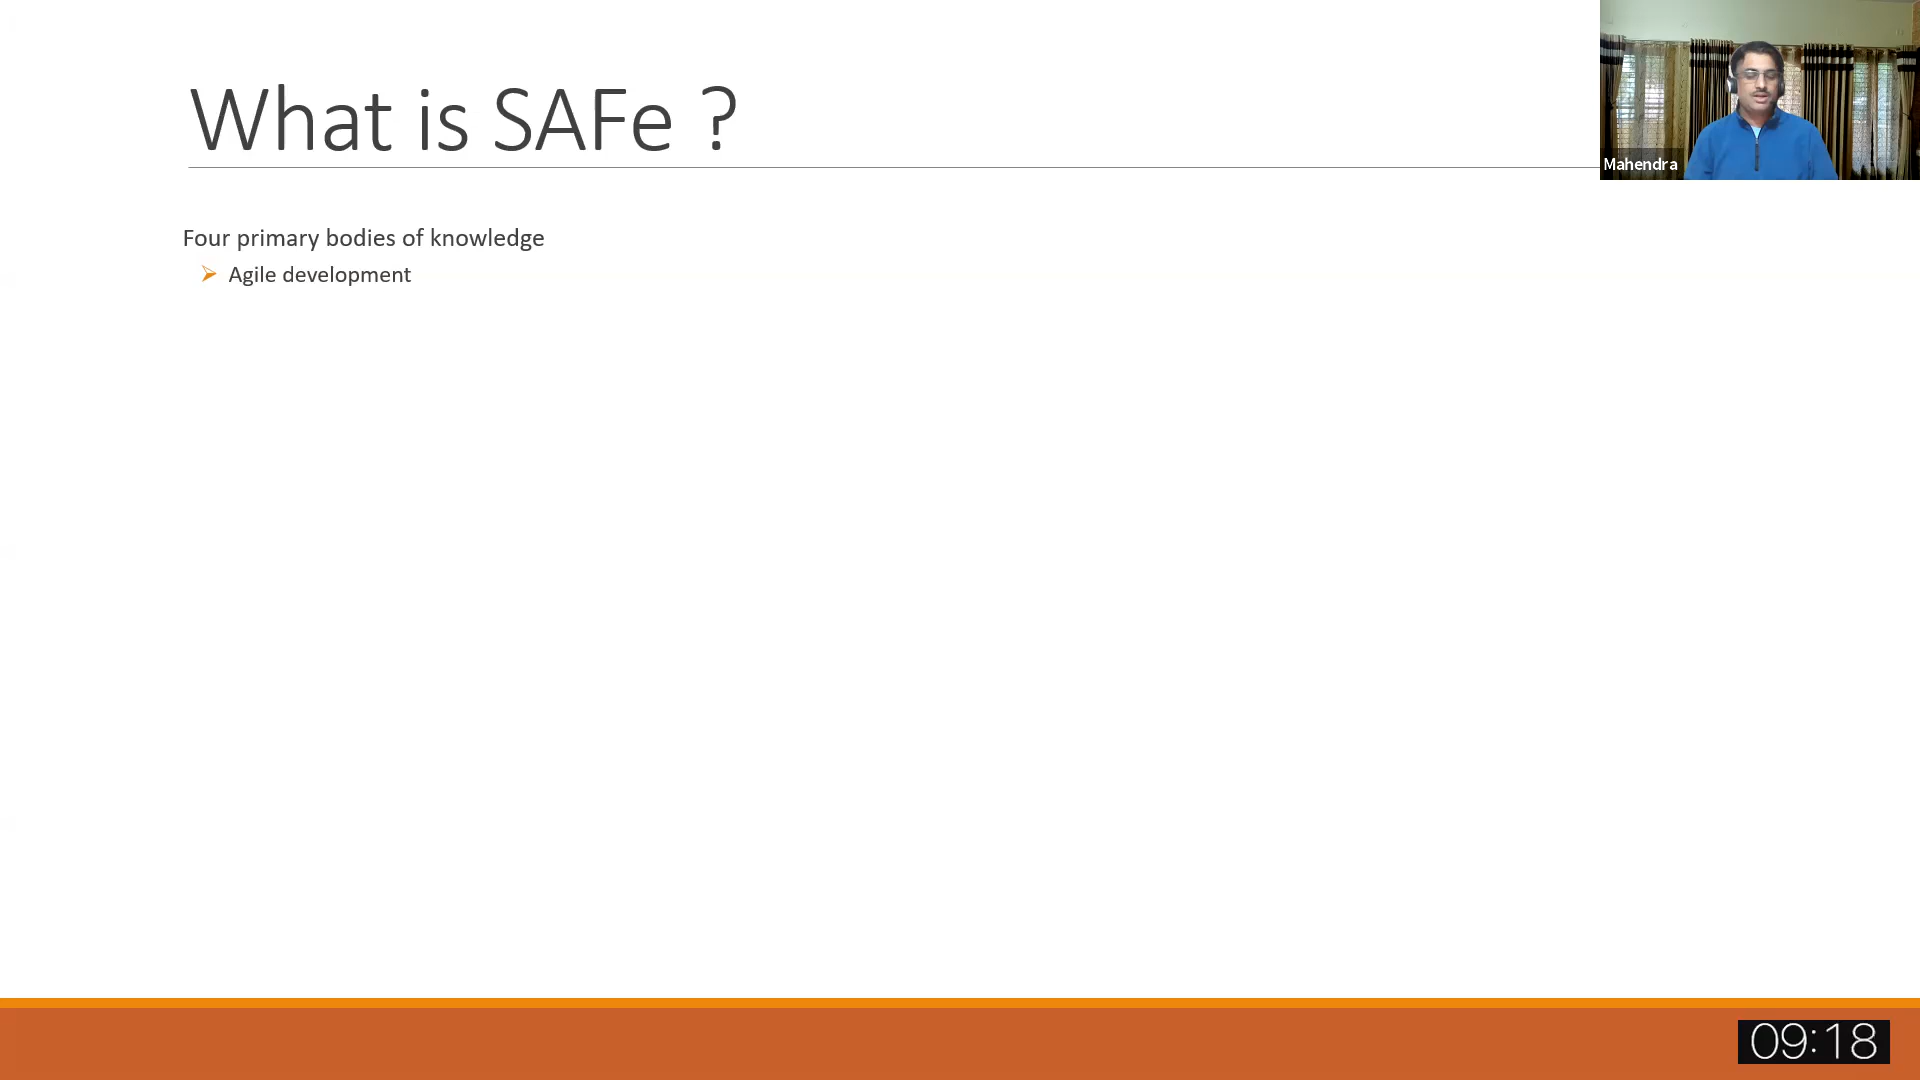 What is SAFe ?
Mahendra
Four primary bodies of knowledge
Agile development
09:18